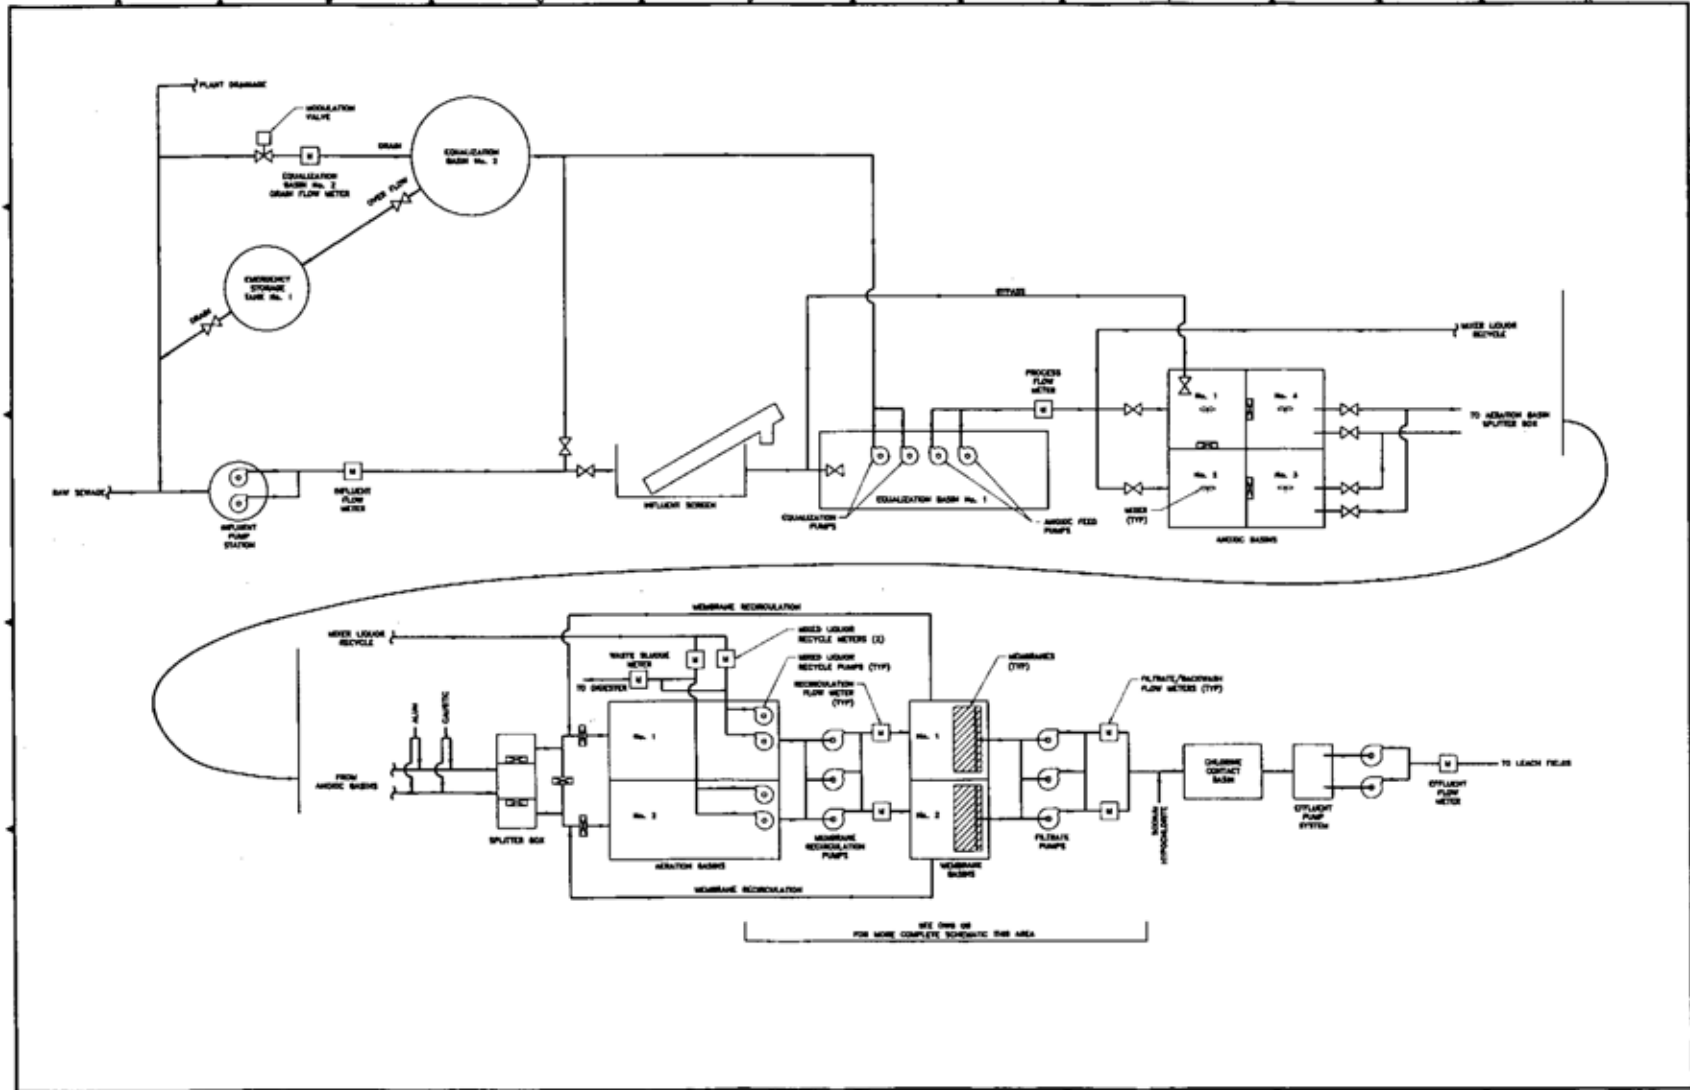 PLANT DRAINAGE
MODULATION
VALVE
DRAIN
EQUALIZATION
BASIN No. 2
EQUALIZATION
BASIN No. 2
DRAIN FLOW METER
OVER FLOW
EMERGENCY
STORAGE
TANK No. 1
DRAIN
BYPASS
MIXER LIQUOR
RECYCLE
PROCESS
FLOW
METER
M
No. 1
No. 4
TO AERATION BASIN
SPLITTER BOX
RAW SEWAGE
INFLUENT
PUMP
STATION
M
INFLUENT
FLOW
METER
INFLUENT SCREEN
EQUALIZATION BASIN No. 1
EQUALIZATION
PUMPS
ANOXIC FEED
PUMPS
No. 2
No. 3
MIXER
(TYP)
ANOXIC BASINS
MEMBRANE RECIRCULATION
MIXER LIQUOR
RECYCLE
MIXED LIQUOR
RECYCLE METERS (2)
WASTE SLUDGE
METER
TO DIGESTER
MIXED LIQUOR
RECYCLE PUMPS (TYP)
RECIRCULATION
FLOW METER
(TYP)
MEMBRANES
(TYP)
FILTRATE/BACKWASH
FLOW METERS (TYP)
ALUM
CAUSTIC
FROM
ANOXIC BASINS
SPLITTER BOX
No. 1
No. 2
AERATION BASINS
MEMBRANE
RECIRCULATION
PUMPS
No. 1
No. 2
MEMBRANE
BASINS
FILTRATE
PUMPS
SODIUM
HYPOCHLORITE
CHLORINE
CONTACT
BASIN
EFFLUENT
PUMP
SYSTEM
EFFLUENT
FLOW
METER
TO LEACH FIELDS
MEMBRANE RECIRCULATION
FOR MORE COMPLETE SCHEMATIC THIS AREA